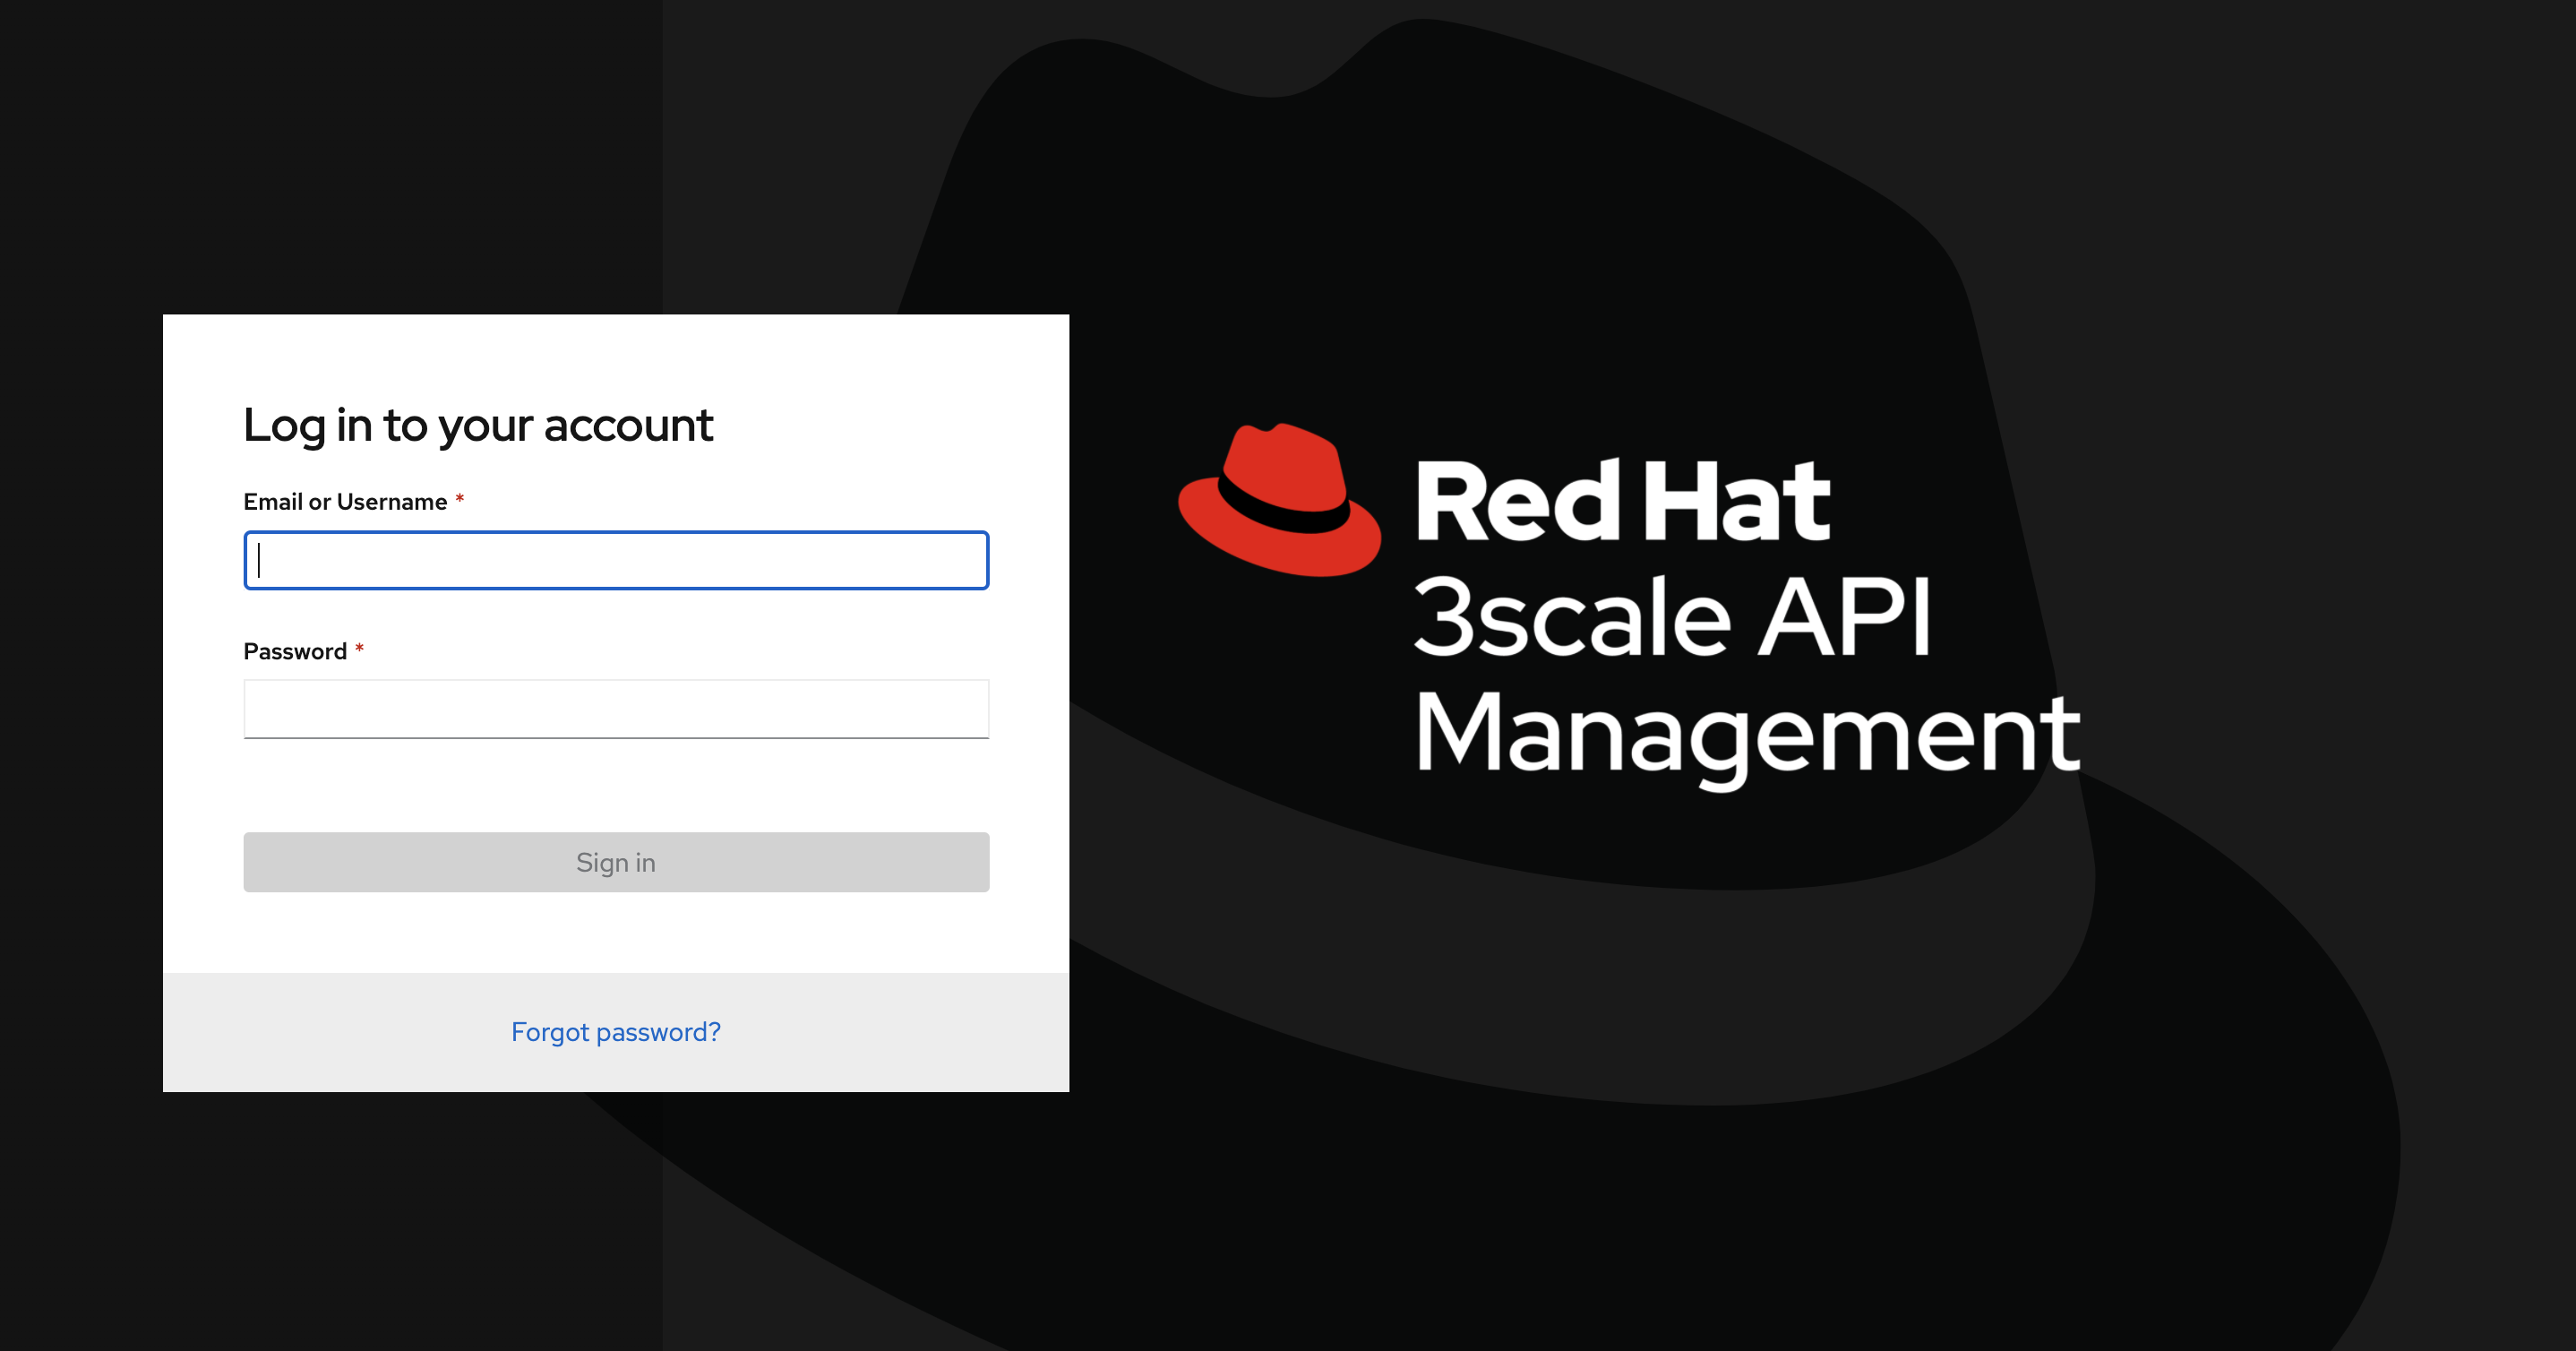 Log in to your account
Email or Username *
Password *
Sign in
Forgot password?
Red Hat
3scale API
Management